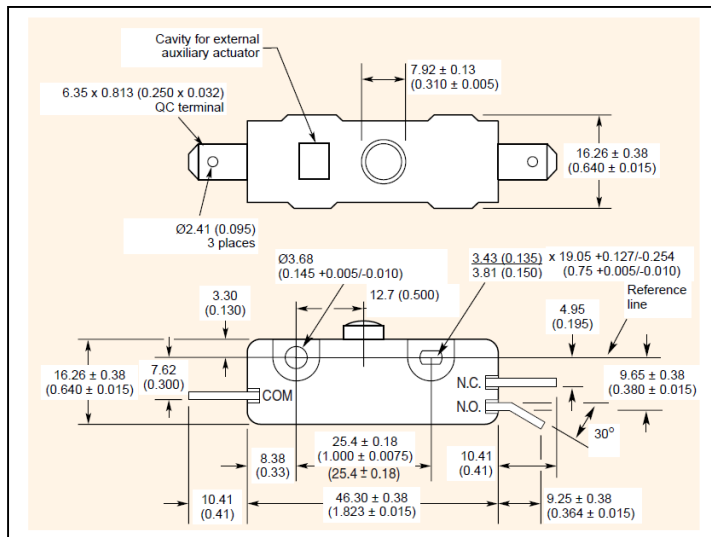 Cavity for external
auxiliary actuator
7.92 ± 0.13
(0.310 ± 0.005)
6.35 x 0.813 (0.250 x 0.032)
QC terminal
16.26 ± 0.38
(0.640 ± 0.015)
Ø2.41 (0.095)
3 places
Ø3.68
(0.145 +0.005/-0.010)
3.43 (0.135) x 19.05 +0.127/-0.254
3.81 (0.150) (0.75 +0.005/-0.010)
Reference
line
3.30
(0.130)
12.7 (0.500)
4.95
(0.195)
16.26 ± 0.38
(0.640 ± 0.015)
7.62
(0.300)
COM
N.C.
N.O.
9.65 ± 0.38
(0.380 ± 0.015)
30°
8.38
(0.33)
25.4 ± 0.18
(1.000 ± 0.0075)
(25.4 ± 0.18)
10.41
(0.41)
10.41
(0.41)
46.30 ± 0.38
(1.823 ± 0.015)
9.25 ± 0.38
(0.364 ± 0.015)